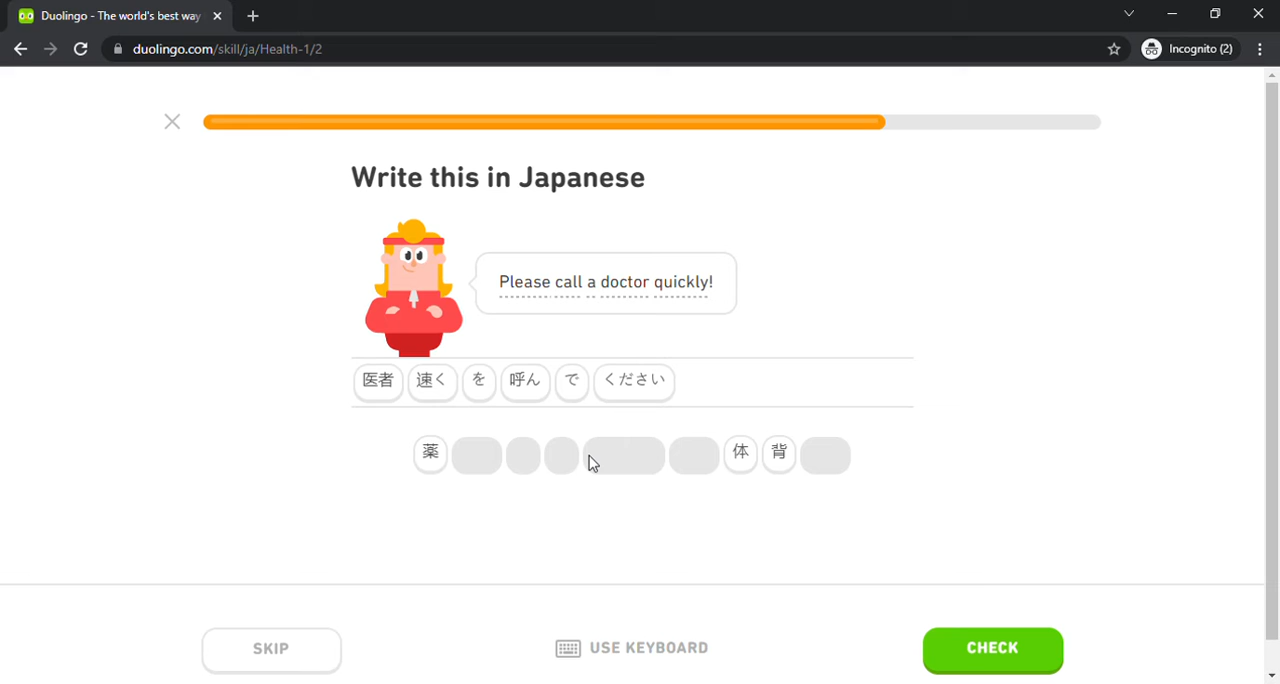 Duolingo - The world's best way
duolingo.com/skill/ja/Health-1/2
Incognito (2)
Write this in Japanese
Please call a doctor quickly!
医者 速く を 呼ん で ください
薬 体 背
SKIP
USE KEYBOARD
CHECK